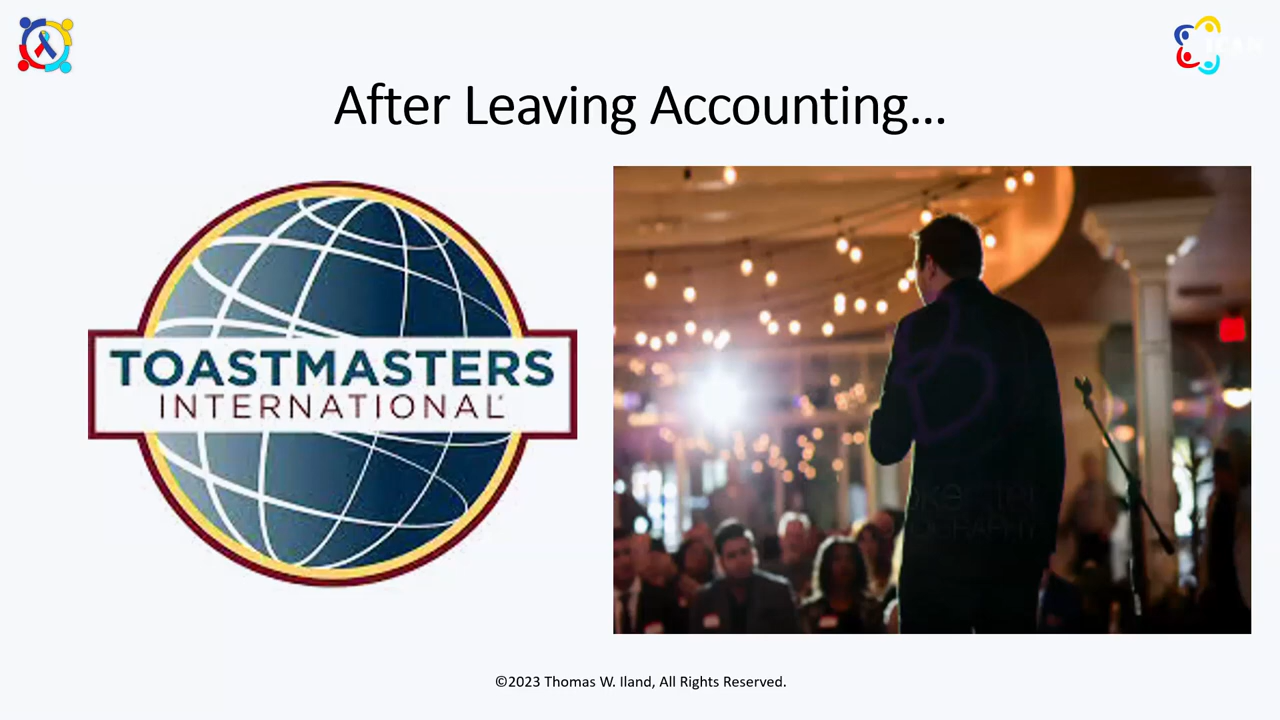 After Leaving Accounting...
TOASTMASTERS
INTERNATIONAL
©2023 Thomas W. Iland, All Rights Reserved.